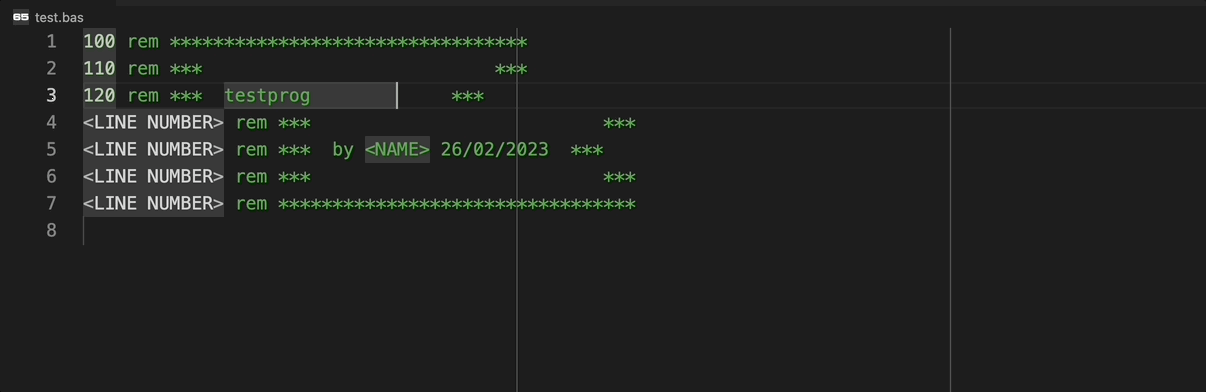 65 test.bas
1 100 rem *********************************
2 110 rem ***                           ***
3 120 rem ***  testprog             ***
4 <LINE NUMBER> rem ***                           ***
5 <LINE NUMBER> rem ***  by <NAME> 26/02/2023  ***
6 <LINE NUMBER> rem ***                           ***
7 <LINE NUMBER> rem *********************************
8